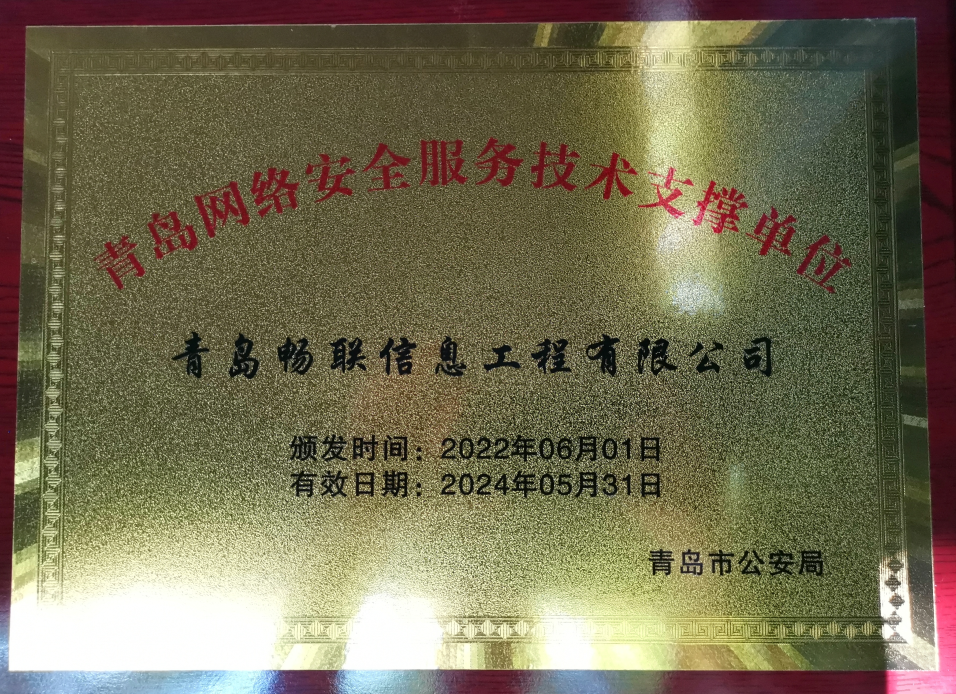 青岛网络安全服务技术支撑单位
青岛畅联信息工程有限公司
颁发时间：2022年06月01日
有效日期：2024年05月31日
青岛市公安局